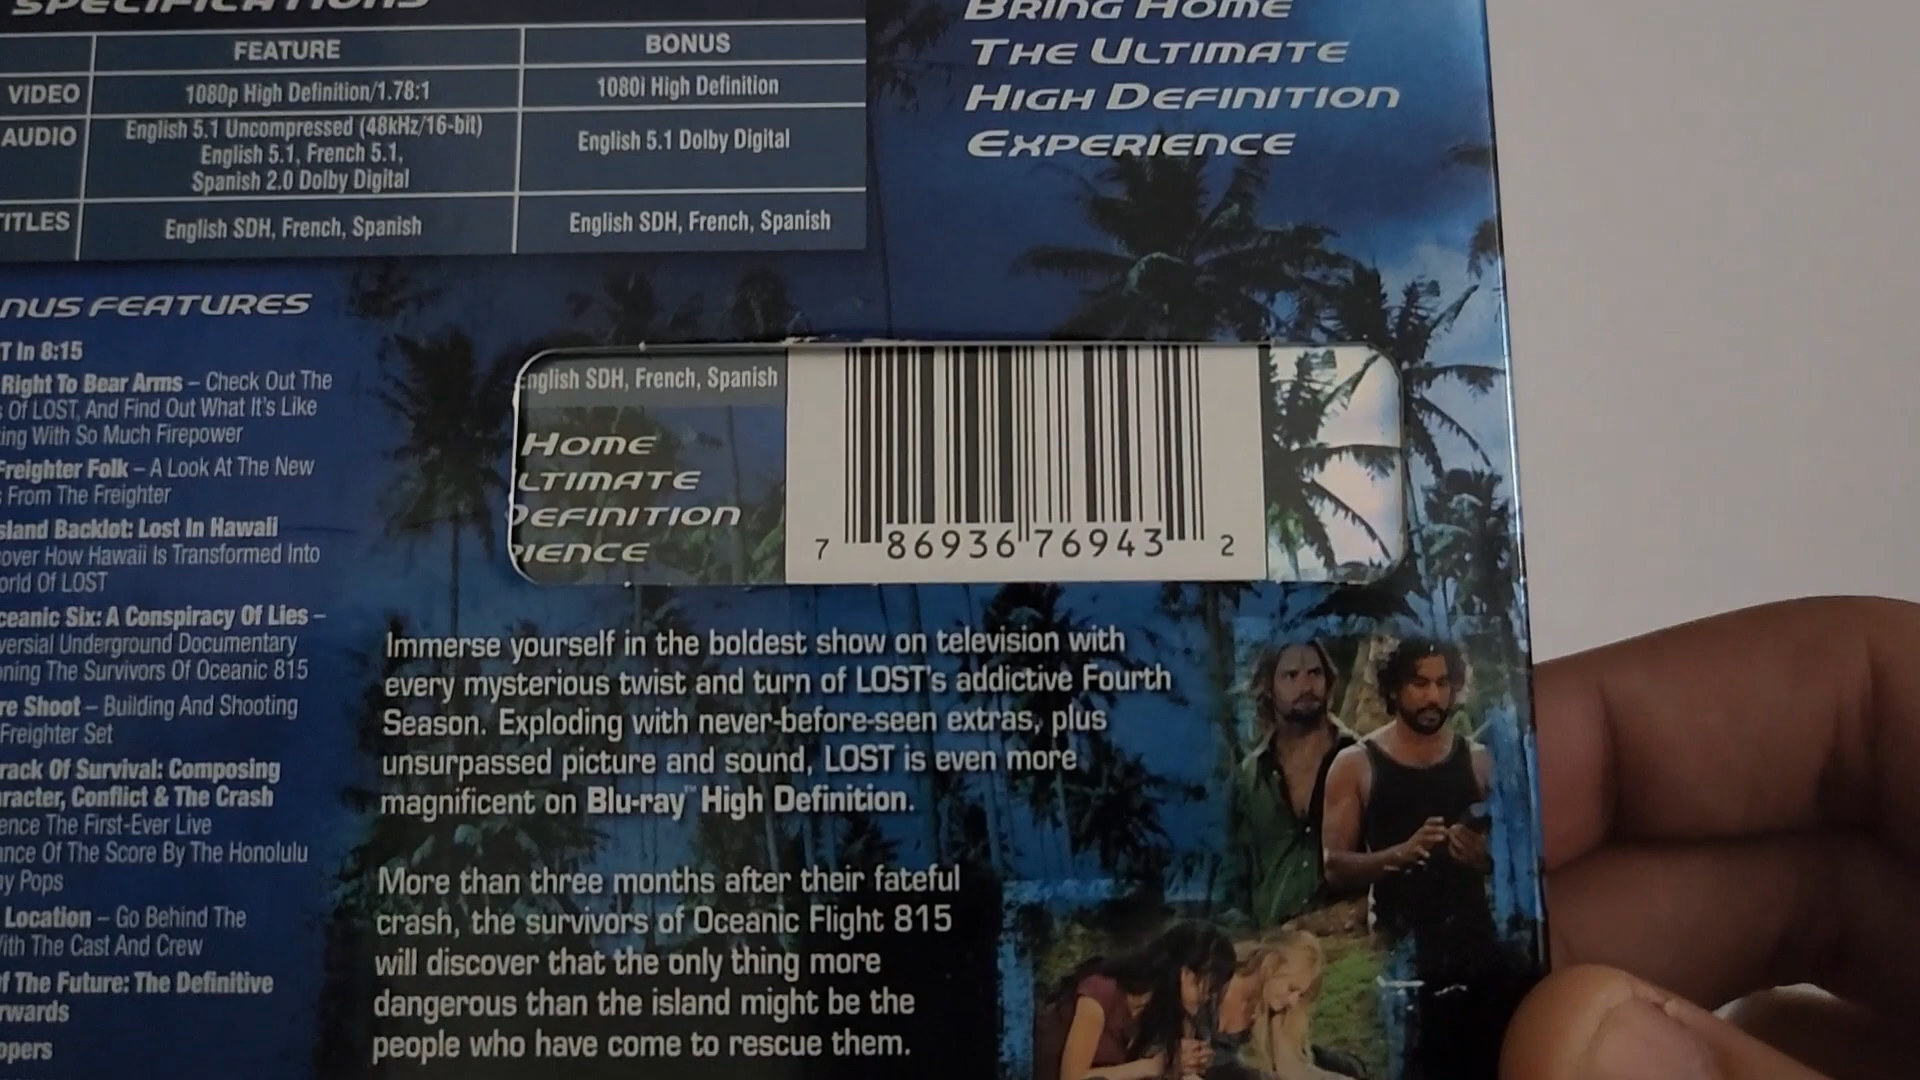 SPECIFICATIONS
FEATURE BONUS
VIDEO 1080p High Definition/1.78:1 1080i High Definition
AUDIO English 5.1 Uncompressed (48kHz/16-bit)
English 5.1, French 5.1,
Spanish 2.0 Dolby Digital
English 5.1 Dolby Digital
TITLES English SDH, French, Spanish English SDH, French, Spanish
NUS FEATURES
T In 8:15
Right To Bear Arms – Check Out The
s Of LOST, And Find Out What It's Like
ing With So Much Firepower
Freighter Folk – A Look At The New
s From The Freighter
sland Backlot: Lost In Hawaii
over How Hawaii Is Transformed Into
orld Of LOST
ceanic Six: A Conspiracy Of Lies –
versial Underground Documentary
ning The Survivors Of Oceanic 815
re Shoot – Building And Shooting
Freighter Set
rack Of Survival: Composing
racter, Conflict & The Crash
ence The First-Ever Live
ance Of The Score By The Honolulu
ny Pops
Location – Go Behind The
With The Cast And Crew
f The Future: The Definitive
rwards
opers
BRING HOME
THE ULTIMATE
HIGH DEFINITION
EXPERIENCE
English SDH, French, Spanish
HOME
LTIMATE
DEFINITION
RIENCE
7 86936 76943 2
Immerse yourself in the boldest show on television with
every mysterious twist and turn of LOST's addictive Fourth
Season. Exploding with never-before-seen extras, plus
unsurpassed picture and sound, LOST is even more
magnificent on Blu-ray™ High Definition.
More than three months after their fateful
crash, the survivors of Oceanic Flight 815
will discover that the only thing more
dangerous than the island might be the
people who have come to rescue them.